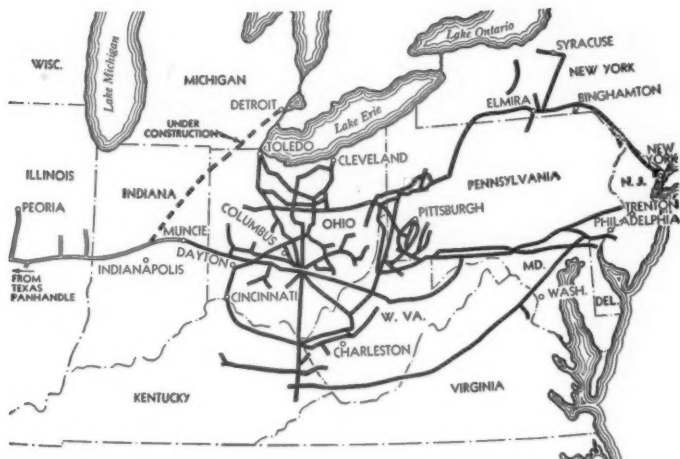 Lake Ontario
SYRACUSE
WISC.
Lake Michigan
MICHIGAN
NEW YORK
DETROIT
ELMIRA
BINGHAMTON
Lake Erie
UNDER
CONSTRUCTION
TOLEDO
CLEVELAND
NEW
YORK
ILLINOIS
INDIANA
PENNSYLVANIA
N.J.
PEORIA
COLUMBUS
OHIO
PITTSBURGH
TRENTON
PHILADELPHIA
MUNCIE
DAYTON
INDIANAPOLIS
MD.
FROM
TEXAS
PANHANDLE
CINCINNATI
WASH.
DEL.
W. VA.
CHARLESTON
KENTUCKY
VIRGINIA